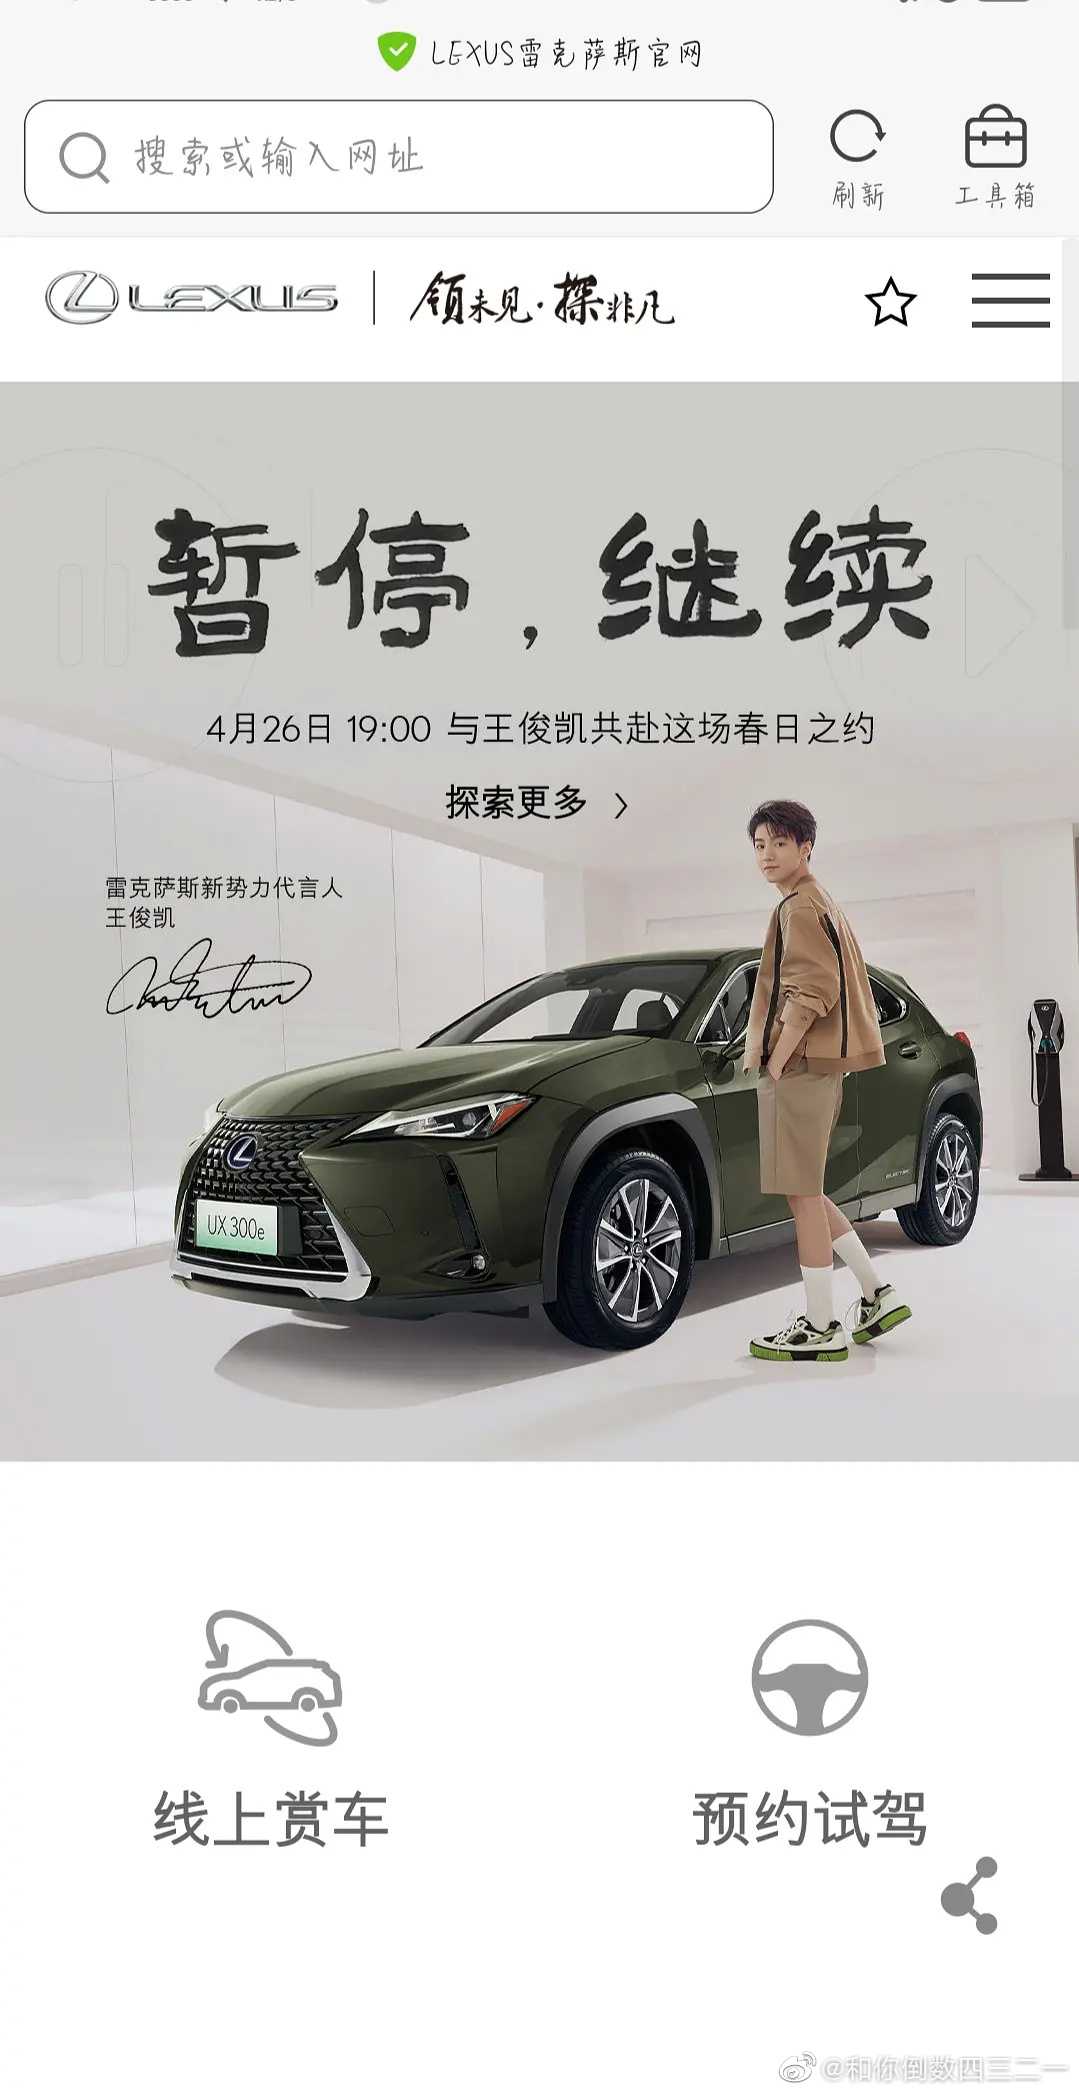 LEXUS雷克萨斯官网
搜索或输入网址
刷新
工具箱
LEXUS
领未见·探非凡
暂停，继续
4月26日 19:00 与王俊凯共赴这场春日之约
探索更多 >
雷克萨斯新势力代言人
王俊凯
UX 300e
ELECTRIC
线上赏车
预约试驾
@和你倒数四三二一